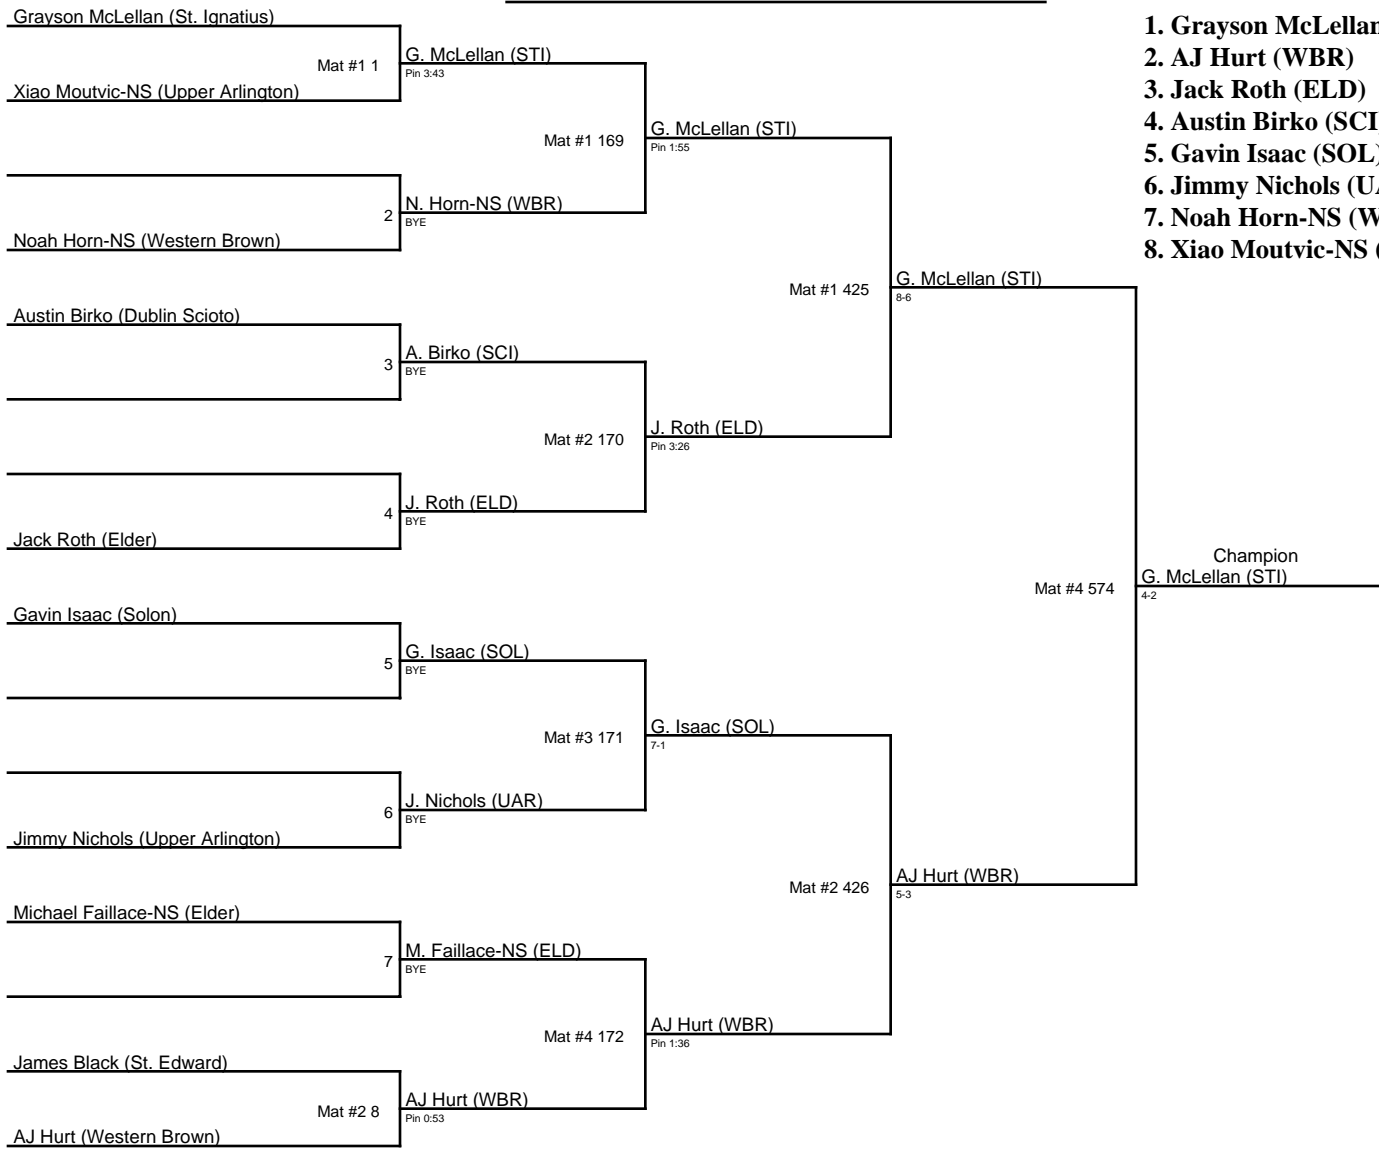 Grayson McLellan (St. Ignatius)
Mat #1 1
Xiao Moutvic-NS (Upper Arlington)
G. McLellan (STI)
Pin 3:43
Mat #1 169
2
Noah Horn-NS (Western Brown)
N. Horn-NS (WBR)
BYE
G. McLellan (STI)
Pin 1:55
Mat #1 425
Austin Birko (Dublin Scioto)
3
A. Birko (SCI)
BYE
Mat #2 170
4
Jack Roth (Elder)
J. Roth (ELD)
BYE
J. Roth (ELD)
Pin 3:26
G. McLellan (STI)
8-6
Mat #4 574
Champion
G. McLellan (STI)
4-2
Gavin Isaac (Solon)
5
G. Isaac (SOL)
BYE
Mat #3 171
6
Jimmy Nichols (Upper Arlington)
J. Nichols (UAR)
BYE
G. Isaac (SOL)
7-1
Mat #2 426
Michael Faillace-NS (Elder)
7
M. Faillace-NS (ELD)
BYE
Mat #4 172
James Black (St. Edward)
Mat #2 8
AJ Hurt (Western Brown)
AJ Hurt (WBR)
Pin 0:53
AJ Hurt (WBR)
Pin 1:36
AJ Hurt (WBR)
5-3
1. Grayson McLellan
2. AJ Hurt (WBR)
3. Jack Roth (ELD)
4. Austin Birko (SCI
5. Gavin Isaac (SOL)
6. Jimmy Nichols (UA
7. Noah Horn-NS (W
8. Xiao Moutvic-NS (